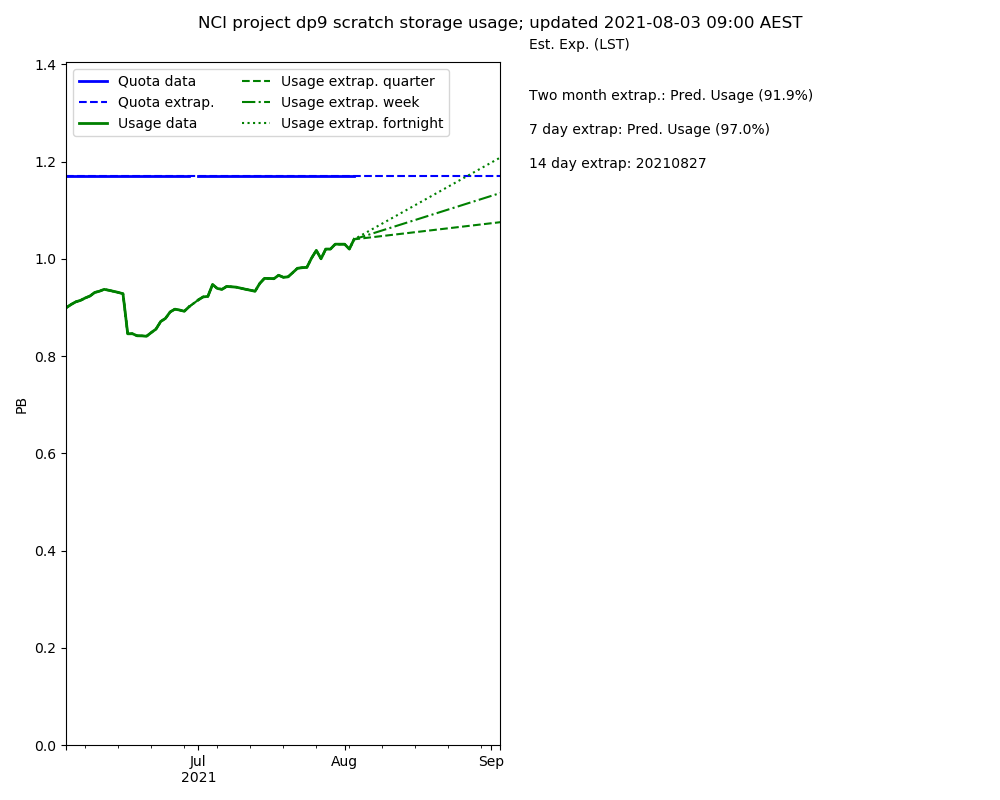 NCI project dp9 scratch storage usage; updated 2021-08-03 09:00 AEST
Est. Exp. (LST)
Two month extrap.: Pred. Usage (91.9%)
7 day extrap: Pred. Usage (97.0%)
14 day extrap: 20210827
Quota data
Quota extrap.
Usage data
Usage extrap. quarter
Usage extrap. week
Usage extrap. fortnight
1.4
1.2
1.0
0.8
0.6
0.4
0.2
0.0
PB
Jul
2021
Aug
Sep